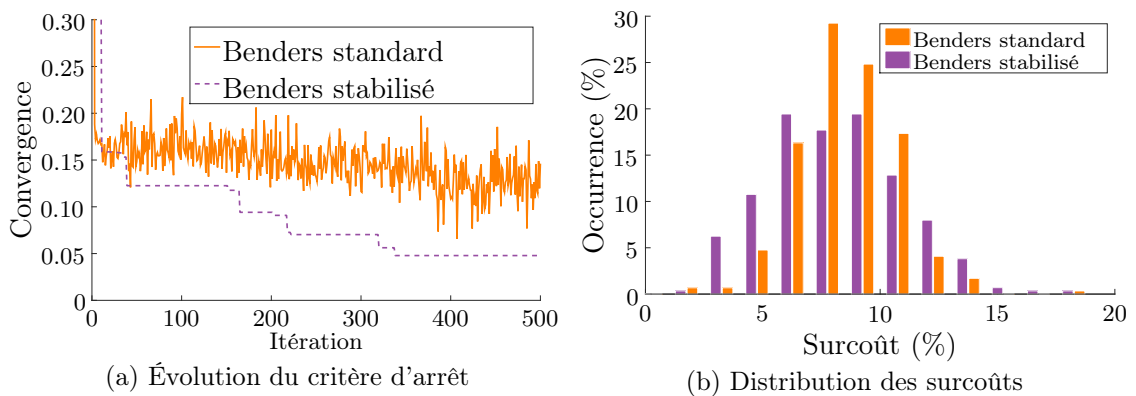 0.30
0.25
0.20
0.15
0.10
0.05
0
Convergence
Benders standard
Benders stabilisé
0 100 200 300 400 500
Itération
(a) Évolution du critère d'arrêt
30
25
20
15
10
5
0
Occurrence (%)
Benders standard
Benders stabilisé
0 5 10 15 20
Surcoût (%)
(b) Distribution des surcoûts